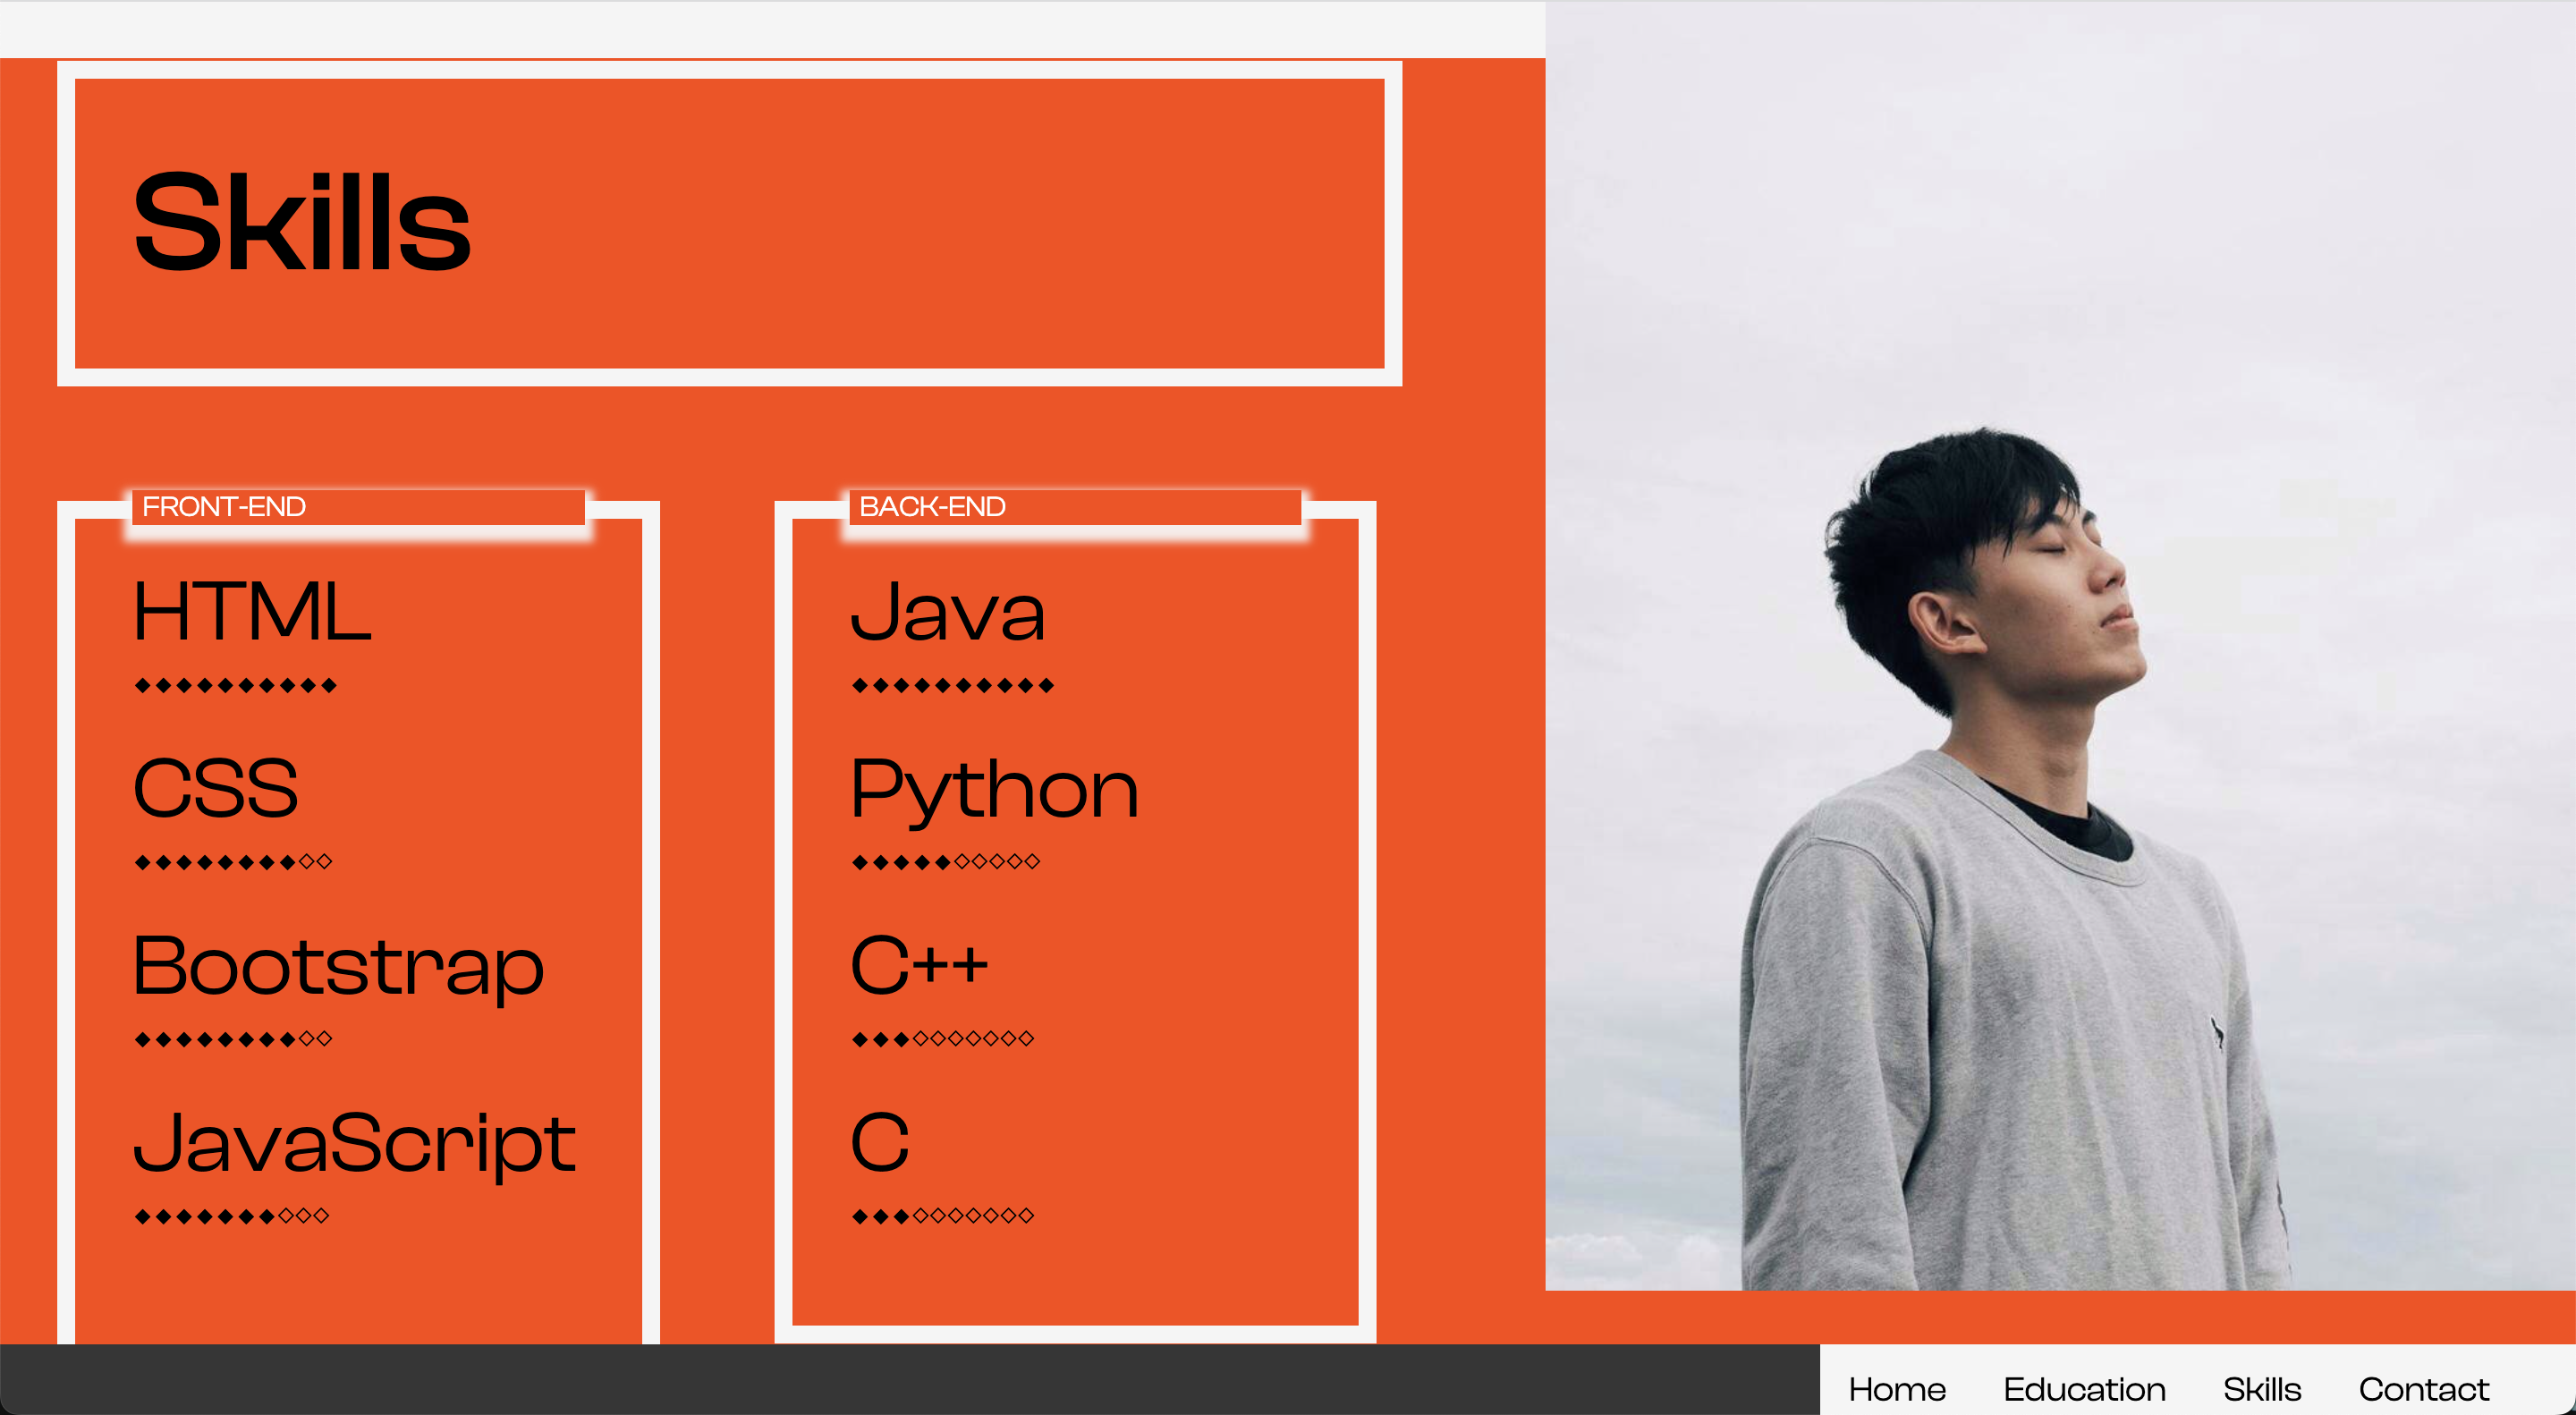 Skills
FRONT-END
HTML
◆◆◆◆◆◆◆◆◆◆
CSS
◆◆◆◆◆◆◆◆◇◇
Bootstrap
◆◆◆◆◆◆◆◆◇◇
JavaScript
◆◆◆◆◆◆◆◇◇◇
BACK-END
Java
◆◆◆◆◆◆◆◆◆◆
Python
◆◆◆◆◆◇◇◇◇◇
C++
◆◆◆◇◇◇◇◇◇◇
C
◆◆◆◇◇◇◇◇◇◇
Home Education Skills Contact